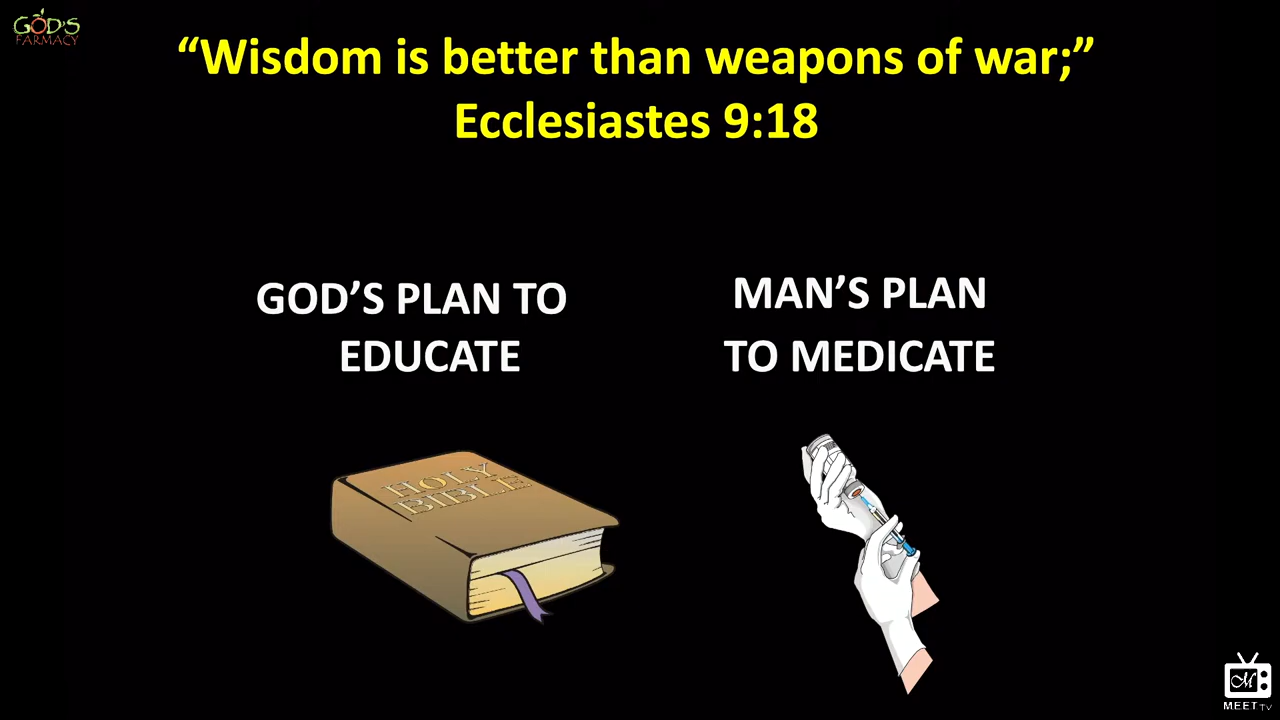 GOD'S
FARMACY
“Wisdom is better than weapons of war;”
Ecclesiastes 9:18
GOD’S PLAN TO
EDUCATE
MAN’S PLAN
TO MEDICATE
HOLY
BIBLE
M
MEET TV